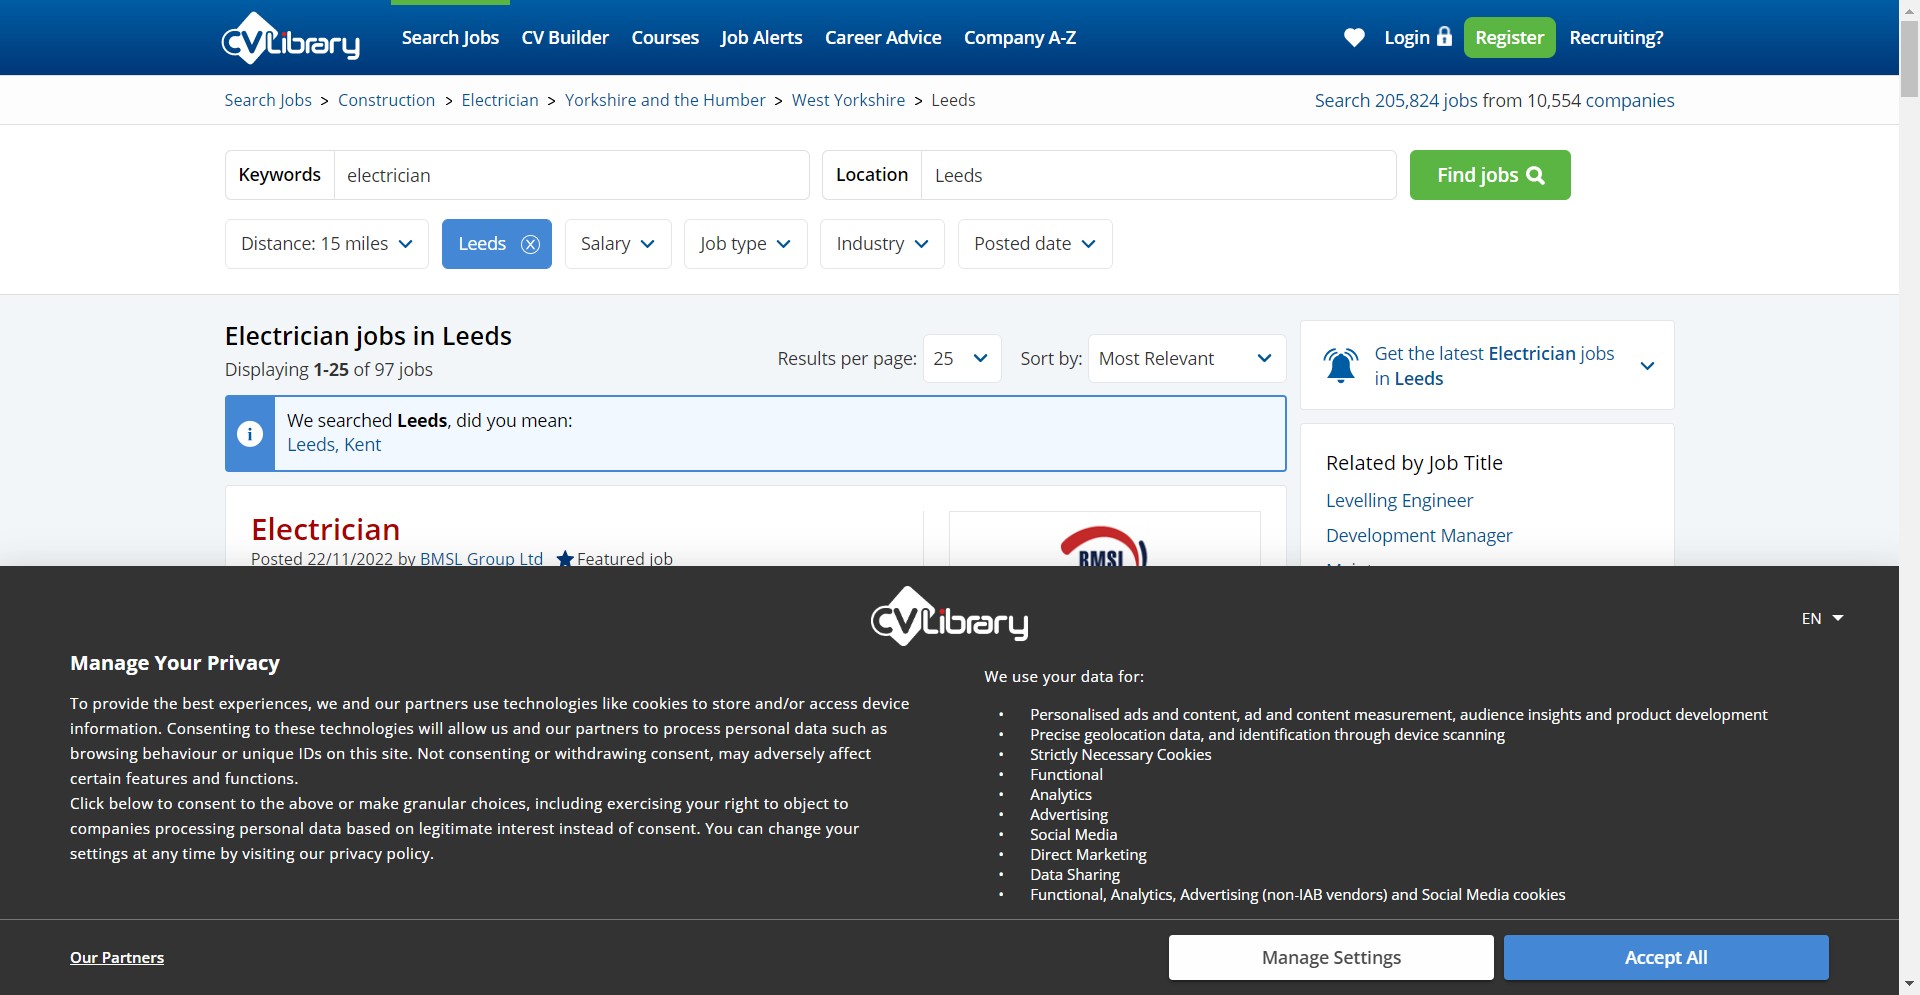 CVLibrary
Search Jobs CV Builder Courses Job Alerts Career Advice Company A-Z Login Register Recruiting?
Search Jobs > Construction > Electrician > Yorkshire and the Humber > West Yorkshire > Leeds
Search 205,824 jobs from 10,554 companies
Keywords electrician Location Leeds Find jobs
Distance: 15 miles Leeds Salary Job type Industry Posted date
Electrician jobs in Leeds
Displaying 1-25 of 97 jobs
Results per page: 25 Sort by: Most Relevant
We searched Leeds, did you mean:
Leeds, Kent
Electrician
Posted 22/11/2022 by BMSL Group Ltd Featured job
BMSL
Get the latest Electrician jobs
in Leeds
Related by Job Title
Levelling Engineer
Development Manager
CVLibrary
EN
Manage Your Privacy
To provide the best experiences, we and our partners use technologies like cookies to store and/or access device
information. Consenting to these technologies will allow us and our partners to process personal data such as
browsing behaviour or unique IDs on this site. Not consenting or withdrawing consent, may adversely affect
certain features and functions.
Click below to consent to the above or make granular choices, including exercising your right to object to
companies processing personal data based on legitimate interest instead of consent. You can change your
settings at any time by visiting our privacy policy.
We use your data for:
• Personalised ads and content, ad and content measurement, audience insights and product development
• Precise geolocation data, and identification through device scanning
• Strictly Necessary Cookies
• Functional
• Analytics
• Advertising
• Social Media
• Direct Marketing
• Data Sharing
• Functional, Analytics, Advertising (non-IAB vendors) and Social Media cookies
Our Partners
Manage Settings
Accept All